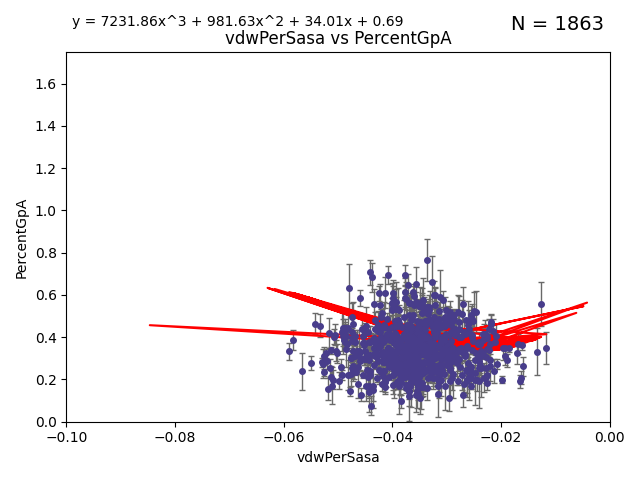 y = 7231.86x^3 + 981.63x^2 + 34.01x + 0.69
N = 1863
vdwPerSasa vs PercentGpA
PercentGpA
1.6
1.4
1.2
1.0
0.8
0.6
0.4
0.2
0.0
−0.10 −0.08 −0.06 −0.04 −0.02 0.00
vdwPerSasa